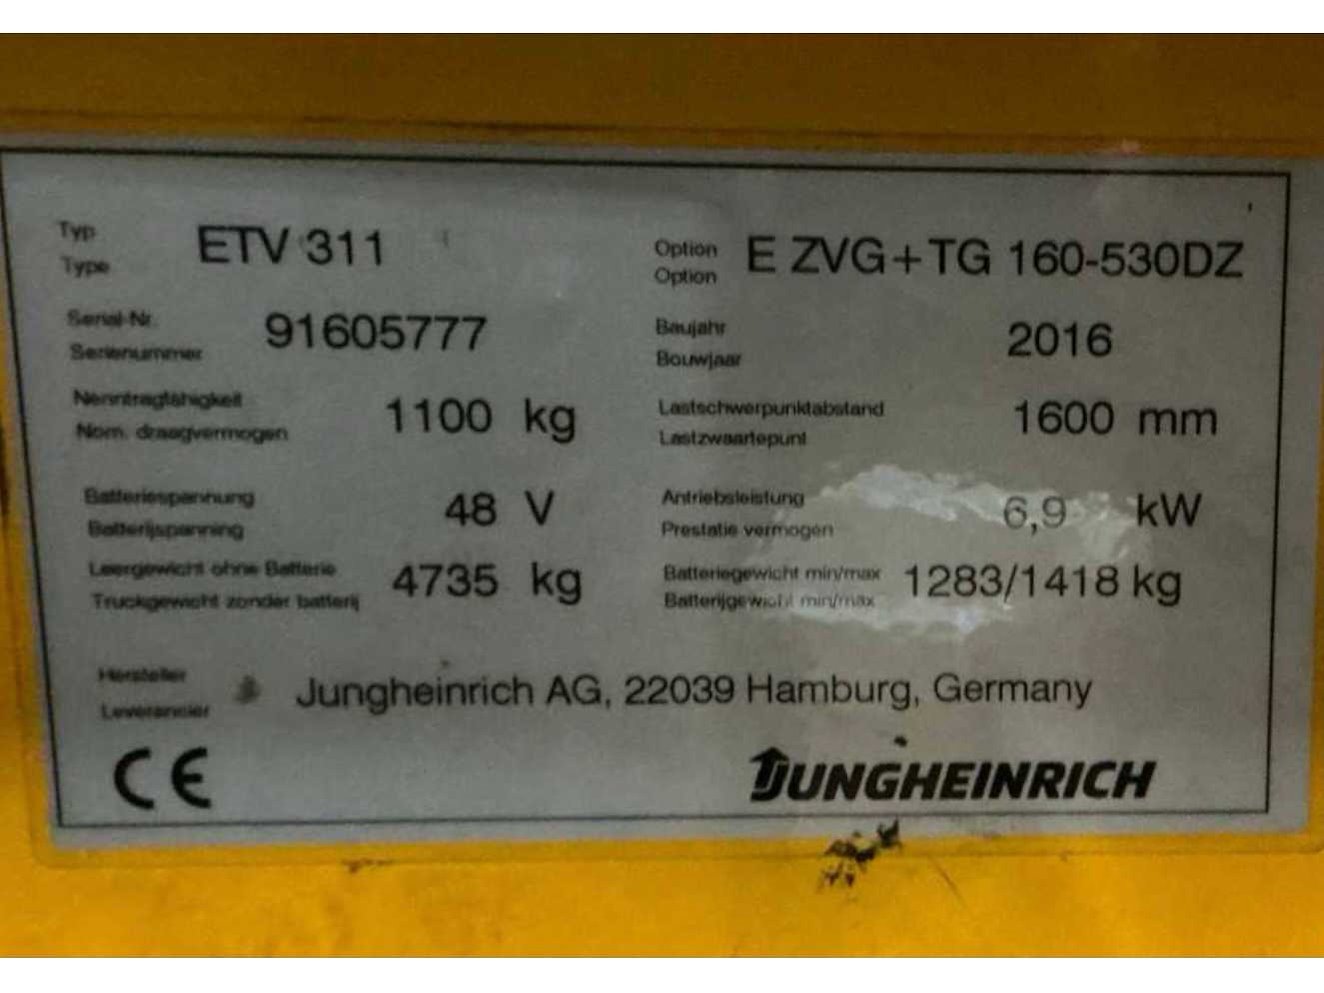 Typ ETV 311 Option E ZVG+TG 160-530DZ
Type Option
Serial-Nr. 91605777 Baujahr 2016
Serienummer Bouwjaar
Nenntragfähigkeit 1100 kg Lastschwerpunktabstand 1600 mm
Nom. draagvermogen Lastzwaartepunt
Batteriespannung 48 V Antriebsleistung 6,9 kW
Batterijspanning Prestatie vermogen
Leergewicht ohne Batterie 4735 kg Batteriegewicht min/max 1283/1418 kg
Truckgewicht zonder batterij Batterijgewicht min/max
Hersteller Jungheinrich AG, 22039 Hamburg, Germany
Leverancier
CE JUNGHEINRICH